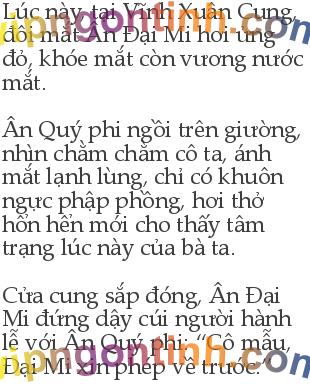 Lúc này, tại Vĩnh Xuân Cung,
đôi mắt Ân Đại Mi hơi ửng
đỏ, khóe mắt còn vương nước
mắt.
Ân Quý phi ngồi trên giường,
nhìn chằm chằm cô ta, ánh
mắt lạnh lùng, chỉ có khuôn
ngực phập phồng, hơi thở
hổn hển mới cho thấy tâm
trạng lúc này của bà ta.
Cửa cung sắp đóng, Ân Đại
Mi đứng dậy cúi người hành
lễ với Ân Quý phi: “Cô mẫu,
Đại Mi xin phép về trước.”
vipngontinh.com
vipngontinh.com